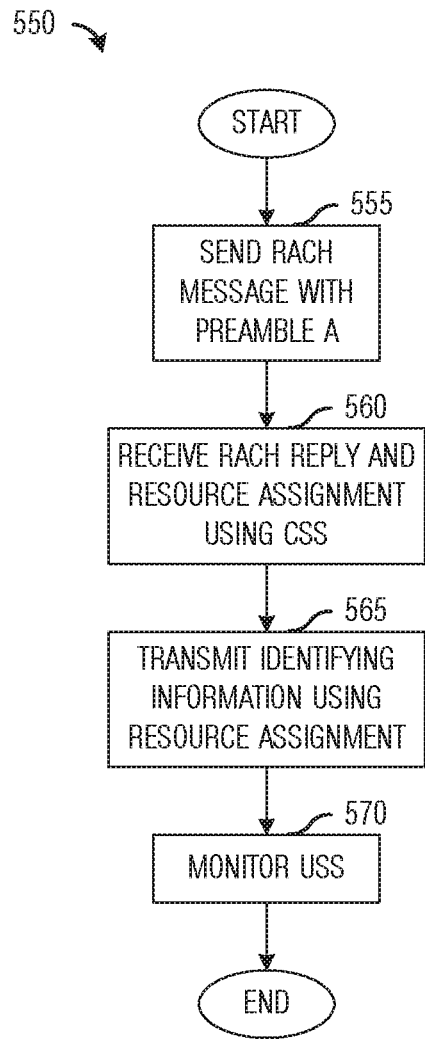 550
START
555
SEND RACH
MESSAGE WITH
PREAMBLE A
560
RECEIVE RACH REPLY AND
RESOURCE ASSIGNMENT
USING CSS
565
TRANSMIT IDENTIFYING
INFORMATION USING
RESOURCE ASSIGNMENT
570
MONITOR USS
END